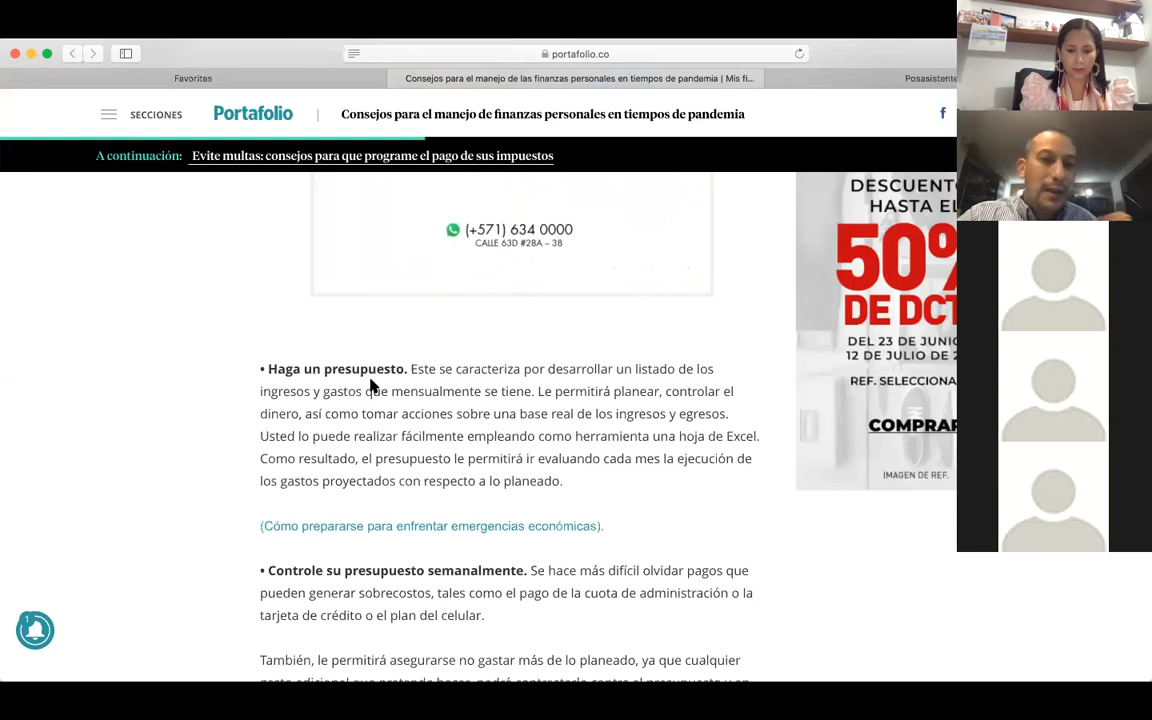 portafolio.co
Favorites
Consejos para el manejo de las finanzas personales en tiempos de pandemia | Mis fi...
Posasistente
SECCIONES
Portafolio
Consejos para el manejo de finanzas personales en tiempos de pandemia
f
A continuación: Evite multas: consejos para que programe el pago de sus impuestos
(+571) 634 0000
CALLE 63D #28A – 38
DESCUENT
HASTA EL
50%
DE DCT
DEL 23 DE JUNI
12 DE JULIO DE 2
REF. SELECCIONA
COMPRAR
IMAGEN DE REF.
• Haga un presupuesto. Este se caracteriza por desarrollar un listado de los
ingresos y gastos que mensualmente se tiene. Le permitirá planear, controlar el
dinero, así como tomar acciones sobre una base real de los ingresos y egresos.
Usted lo puede realizar fácilmente empleando como herramienta una hoja de Excel.
Como resultado, el presupuesto le permitirá ir evaluando cada mes la ejecución de
los gastos proyectados con respecto a lo planeado.
(Cómo prepararse para enfrentar emergencias económicas).
• Controle su presupuesto semanalmente. Se hace más difícil olvidar pagos que
pueden generar sobrecostos, tales como el pago de la cuota de administración o la
tarjeta de crédito o el plan del celular.
También, le permitirá asegurarse no gastar más de lo planeado, ya que cualquier
1